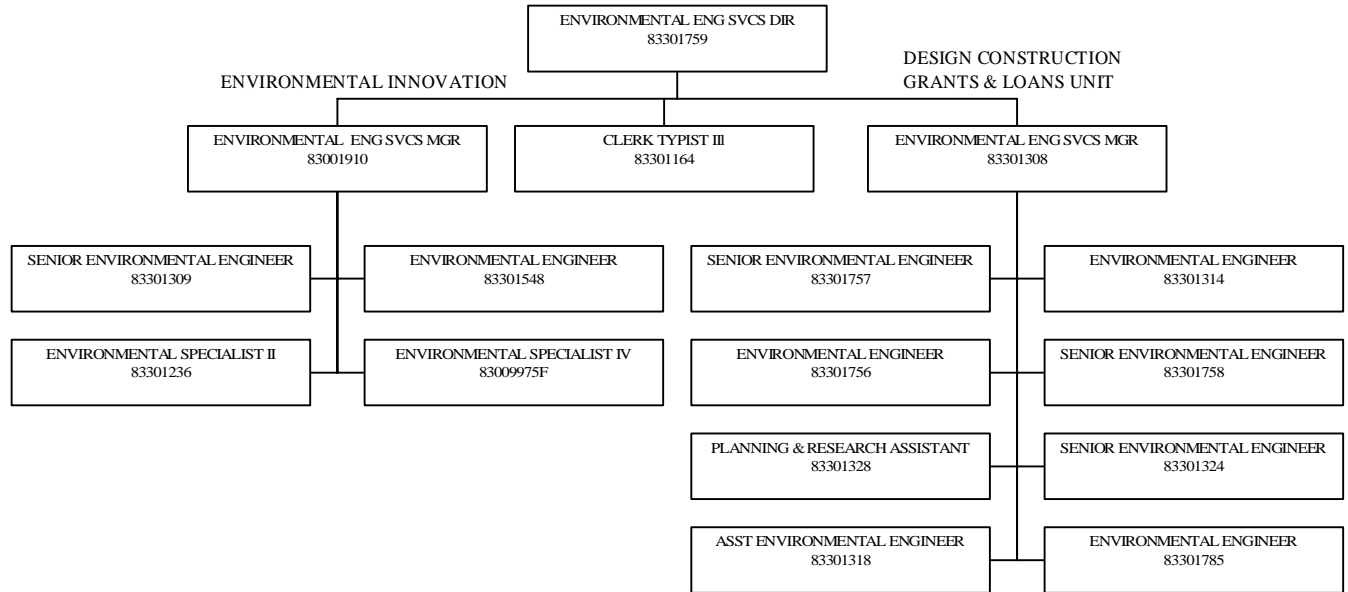 ENVIRONMENTAL ENG SVCS DIR
83301759
ENVIRONMENTAL INNOVATION
DESIGN CONSTRUCTION
GRANTS & LOANS UNIT
ENVIRONMENTAL ENG SVCS MGR
83001910
CLERK TYPIST III
83301164
ENVIRONMENTAL ENG SVCS MGR
83301308
SENIOR ENVIRONMENTAL ENGINEER
83301309
ENVIRONMENTAL ENGINEER
83301548
SENIOR ENVIRONMENTAL ENGINEER
83301757
ENVIRONMENTAL ENGINEER
83301314
ENVIRONMENTAL SPECIALIST II
83301236
ENVIRONMENTAL SPECIALIST IV
83009975F
ENVIRONMENTAL ENGINEER
83301756
SENIOR ENVIRONMENTAL ENGINEER
83301758
PLANNING & RESEARCH ASSISTANT
83301328
SENIOR ENVIRONMENTAL ENGINEER
83301324
ASST ENVIRONMENTAL ENGINEER
83301318
ENVIRONMENTAL ENGINEER
83301785